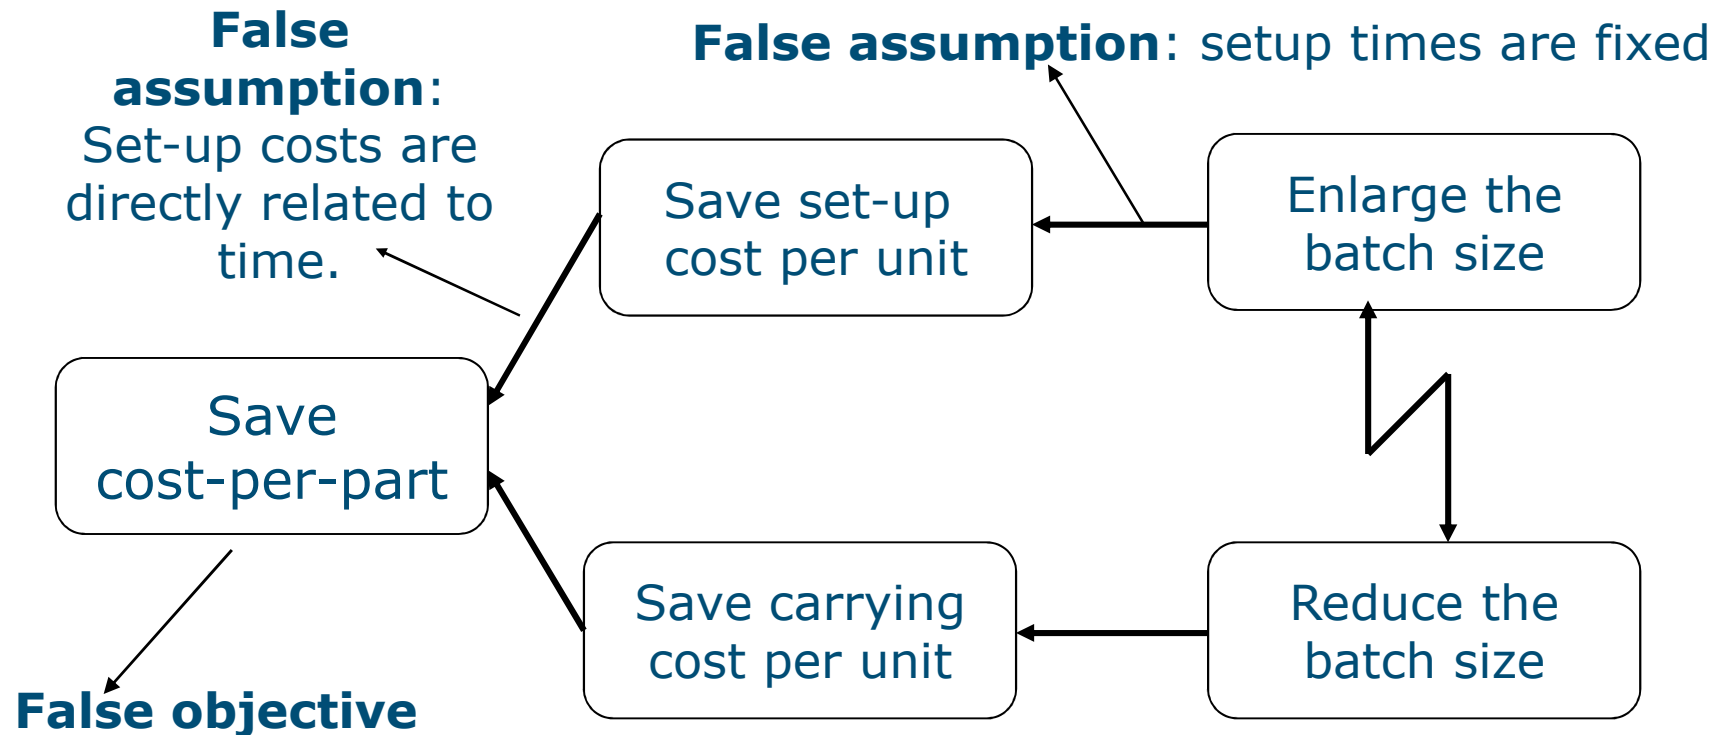 False
assumption:
Set-up costs are
directly related to
time.
False assumption: setup times are fixed
Save set-up
cost per unit
Enlarge the
batch size
Save
cost-per-part
Save carrying
cost per unit
Reduce the
batch size
False objective